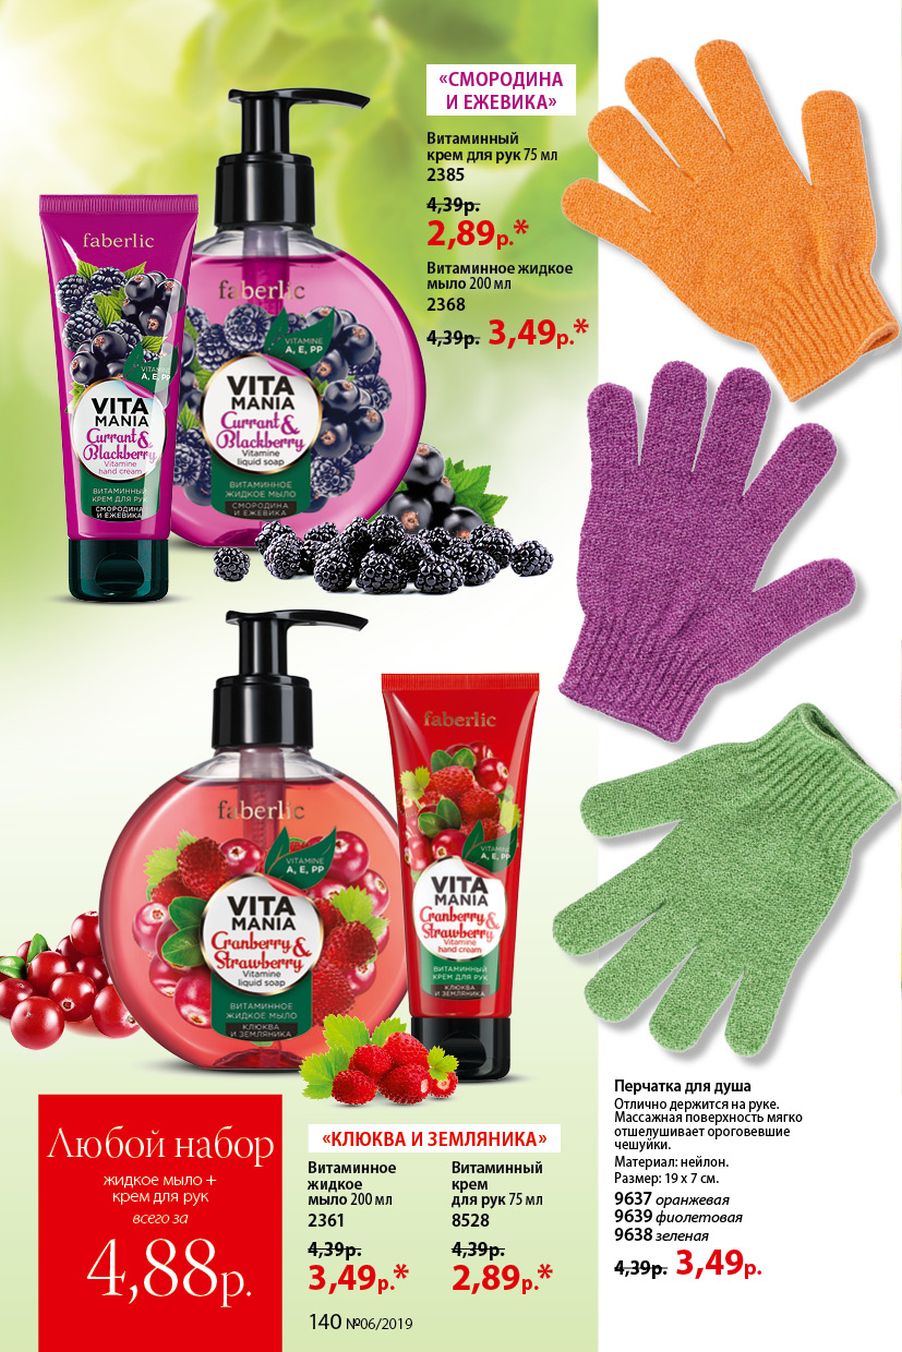 «СМОРОДИНА
И ЕЖЕВИКА»
Витаминный
крем для рук 75 мл
2385
4,39р.
2,89р.*
Витаминное жидкое
мыло 200 мл
2368
4,39р. 3,49р.*
faberlic
VITAMINE
A, E, PP
VITA
MANIA
Currant &
Blackberry
Vitamine
hand cream
ВИТАМИННЫЙ
КРЕМ ДЛЯ РУК
СМОРОДИНА
И ЕЖЕВИКА
faberlic
VITAMINE
A, E, PP
VITA
MANIA
Currant &
Blackberry
Vitamine
liquid soap
ВИТАМИННОЕ
ЖИДКОЕ МЫЛО
СМОРОДИНА
И ЕЖЕВИКА
faberlic
VITAMINE
A, E, PP
VITA
MANIA
Cranberry &
Strawberry
Vitamine
liquid soap
ВИТАМИННОЕ
ЖИДКОЕ МЫЛО
КЛЮКВА
И ЗЕМЛЯНИКА
faberlic
VITAMINE
A, E, PP
VITA
MANIA
Cranberry &
Strawberry
Vitamine
hand cream
ВИТАМИННЫЙ
КРЕМ ДЛЯ РУК
КЛЮКВА
И ЗЕМЛЯНИКА
Любой набор
жидкое мыло +
крем для рук
всего за
4,88р.
«КЛЮКВА И ЗЕМЛЯНИКА»
Витаминное
жидкое
мыло 200 мл
2361
4,39р.
3,49р.*
Витаминный
крем
для рук 75 мл
8528
4,39р.
2,89р.*
Перчатка для душа
Отлично держится на руке.
Массажная поверхность мягко
отшелушивает ороговевшие
чешуйки.
Материал: нейлон.
Размер: 19 х 7 см.
9637 оранжевая
9639 фиолетовая
9638 зеленая
4,39р. 3,49р.
140 №06/2019